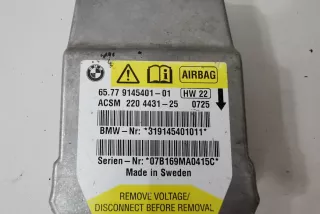 AIRBAG
65.77 9145401-01 HW 22
ACSM 220 4431-25 0725
BMW-Nr: *319145401011*
Serien-Nr: *07B169MA0415C*
Made in Sweden
REMOVE VOLTAGE/
DISCONNECT BEFORE REMOVAL